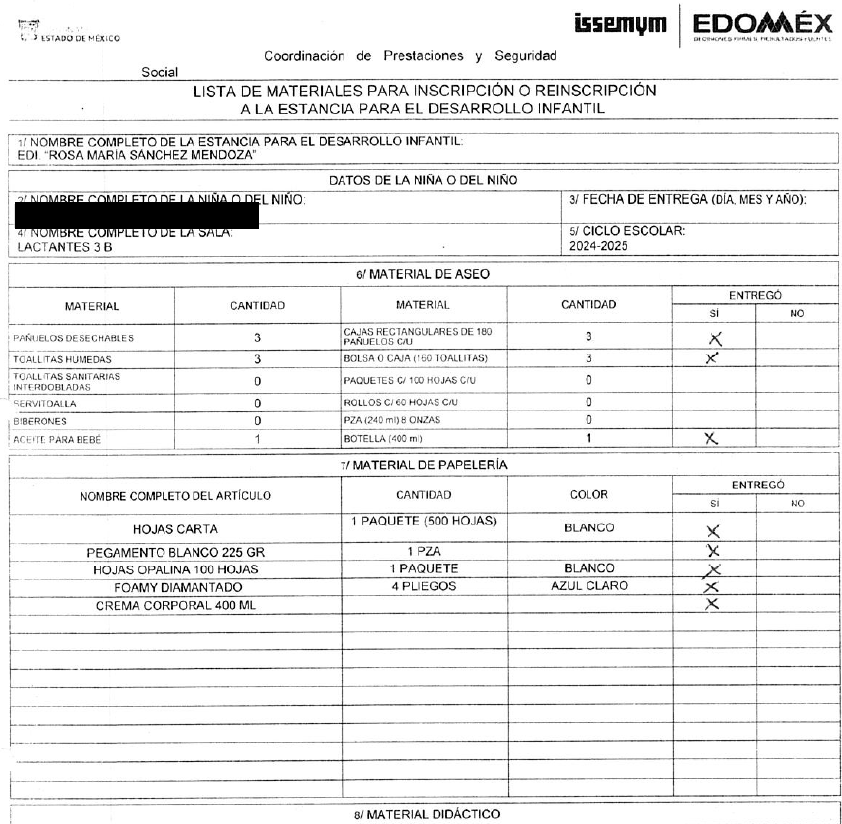 ESTADO DE MÉXICO
issemym
EDOMÉX
DECISIONES FIRMES, RESULTADOS FUERTES
Coordinación de Prestaciones y Seguridad
Social
LISTA DE MATERIALES PARA INSCRIPCIÓN O REINSCRIPCIÓN
A LA ESTANCIA PARA EL DESARROLLO INFANTIL
1/ NOMBRE COMPLETO DE LA ESTANCIA PARA EL DESARROLLO INFANTIL:
EDI. "ROSA MARÍA SÁNCHEZ MENDOZA"
DATOS DE LA NIÑA O DEL NIÑO
2/ NOMBRE COMPLETO DE LA NIÑA O DEL NIÑO:
3/ FECHA DE ENTREGA (DÍA, MES Y AÑO):
4/ NOMBRE COMPLETO DE LA SALA:
LACTANTES 3 B
5/ CICLO ESCOLAR:
2024-2025
6/ MATERIAL DE ASEO
MATERIAL CANTIDAD MATERIAL CANTIDAD ENTREGÓ
SÍ NO
PAÑUELOS DESECHABLES 3 CAJAS RECTANGULARES DE 180 PAÑUELOS C/U 3 X
TOALLITAS HUMEDAS 3 BOLSA O CAJA (160 TOALLITAS) 3 X
TOALLITAS SANITARIAS INTERDOBLADAS 0 PAQUETES C/ 100 HOJAS C/U 0
SERVITOALLA 0 ROLLOS C/ 60 HOJAS C/U 0
BIBERONES 0 PZA (240 ml) 8 ONZAS 0
ACEITE PARA BEBÉ 1 BOTELLA (400 ml) 1 X
7/ MATERIAL DE PAPELERÍA
NOMBRE COMPLETO DEL ARTÍCULO CANTIDAD COLOR ENTREGÓ
SÍ NO
HOJAS CARTA 1 PAQUETE (500 HOJAS) BLANCO X
PEGAMENTO BLANCO 225 GR 1 PZA X
HOJAS OPALINA 100 HOJAS 1 PAQUETE BLANCO X
FOAMY DIAMANTADO 4 PLIEGOS AZUL CLARO X
CREMA CORPORAL 400 ML X
8/ MATERIAL DIDÁCTICO